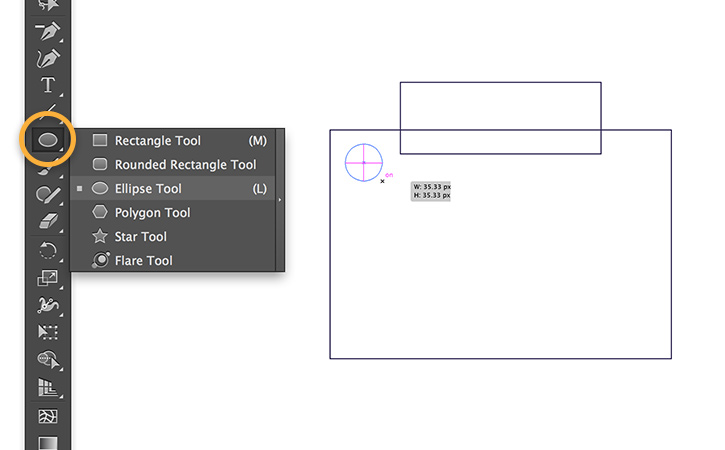 T
Rectangle Tool (M)
Rounded Rectangle Tool
Ellipse Tool (L)
Polygon Tool
Star Tool
Flare Tool
on
W: 35.33 px
H: 35.33 px